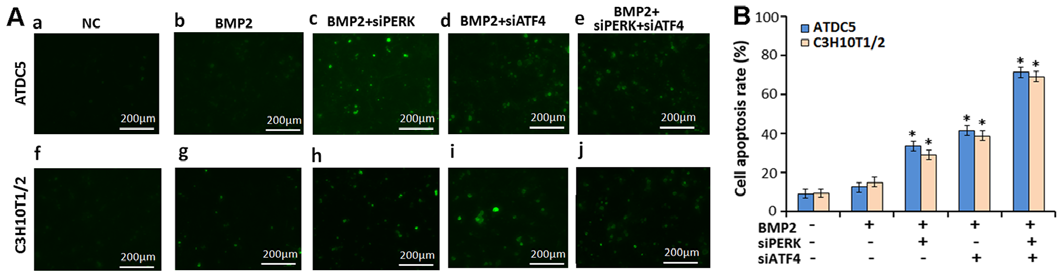 A
a NC
b BMP2
c BMP2+siPERK
d BMP2+siATF4
e BMP2+
siPERK+siATF4
ATDC5
200μm
200μm
200μm
200μm
200μm
C3H10T1/2
f
g
h
i
j
200μm
200μm
200μm
200μm
200μm
B
ATDC5
C3H10T1/2
Cell apoptosis rate (%)
100
80
60
40
20
0
* * * * * *
BMP2 - + + + +
siPERK - - + - +
siATF4 - - - + +